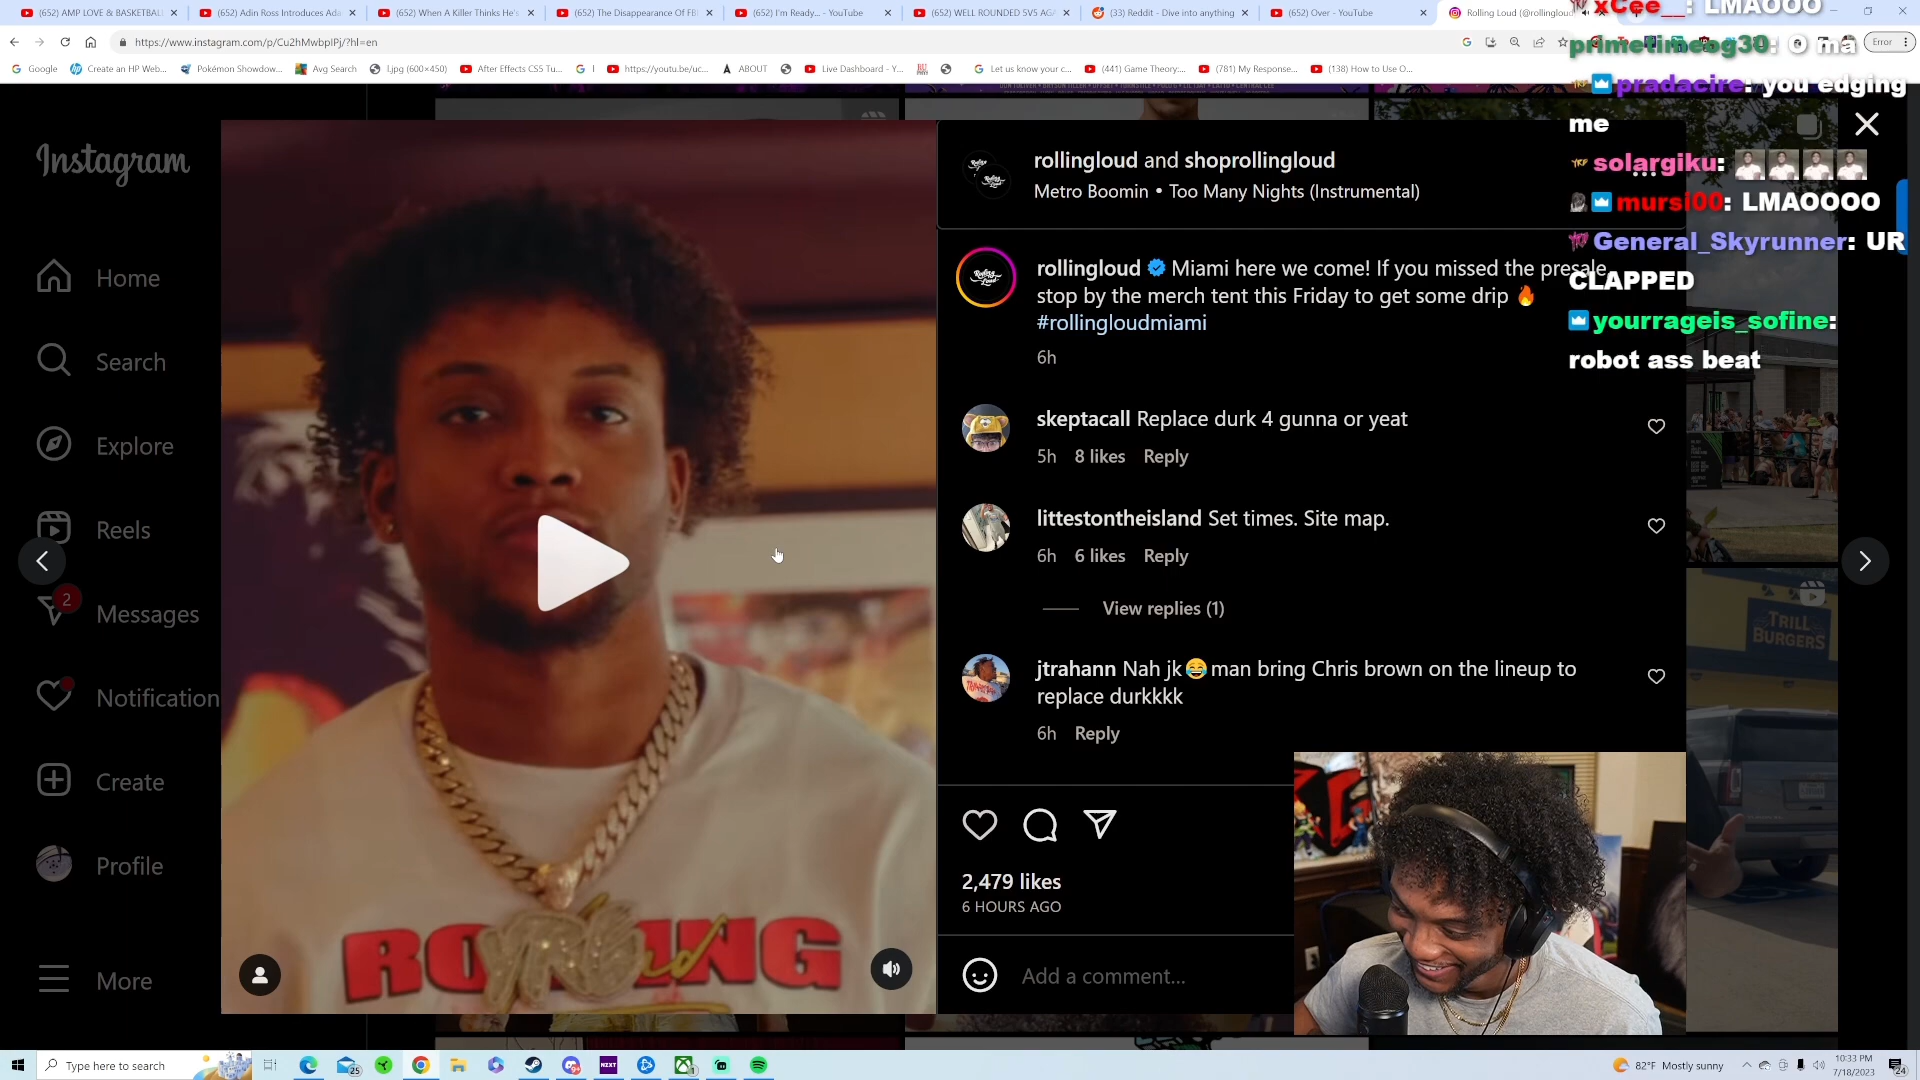 (652) AMP LOVE & BASKETBAL
(652) Adin Ross Introduces Adi
(652) When A Killer Thinks He's
(652) The Disappearance Of FBI
(652) I'm Ready... - YouTube
(652) WELL ROUNDED 5V5 AGA
(33) Reddit - Dive into anything
(652) Over - YouTube
Rolling Loud (@rollingloud
https://www.instagram.com/p/Cu2hMwbpIPj/?hl=en
Error
Google
Create an HP Web...
Pokémon Showdow...
Avg Search
l.jpg (600×450)
After Effects CS5 Tu...
https://youtu.be/uc...
ABOUT
Live Dashboard - Y...
Let us know your c...
(441) Game Theory:...
(781) My Response...
(138) How to Use O...
Instagram
Home
Search
Explore
Reels
2
Messages
Notification
Create
Profile
More
rollingloud and shoprollingloud
Metro Boomin • Too Many Nights (Instrumental)
rollingloud Miami here we come! If you missed the presale
stop by the merch tent this Friday to get some drip 🔥
#rollingloudmiami
6h
skeptacall Replace durk 4 gunna or yeat
5h 8 likes Reply
littestontheisland Set times. Site map.
6h 6 likes Reply
View replies (1)
jtrahann Nah jk😂man bring Chris brown on the lineup to
replace durkkkk
6h Reply
2,479 likes
6 HOURS AGO
Add a comment...
xCee__: LMAOOO
primetimeog30: O ma
pradacire: you edging
me
solargiku:
mursi00: LMAOOOO
General_Skyrunner: UR
CLAPPED
yourrageis_sofine:
robot ass beat
TRILL
BURGERS
Type here to search
25
NZXT
82°F Mostly sunny
10:33 PM
7/18/2023
24